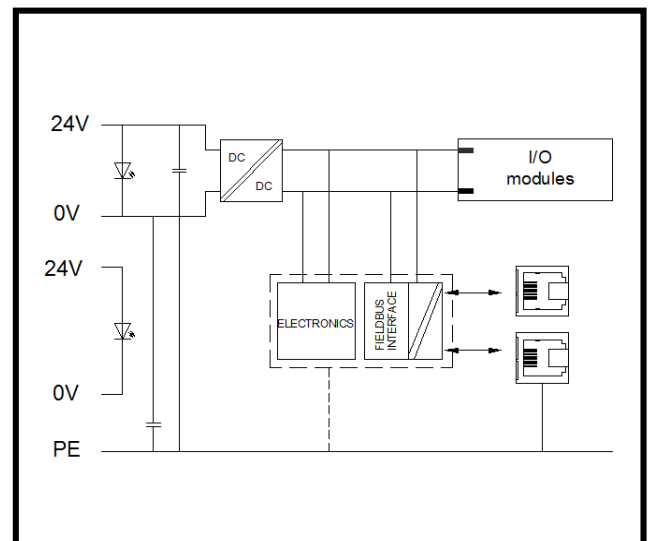 24V
DC
DC
I/O
modules
0V
24V
ELECTRONICS
FIELDBUS
INTERFACE
0V
PE